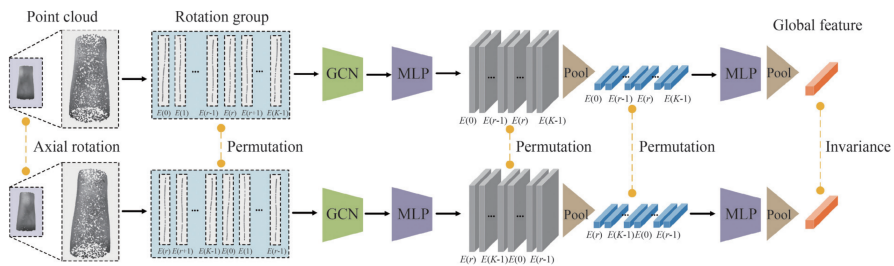 Point cloud
Rotation group
Global feature
GCN
MLP
Pool
MLP
Pool
E(0) E(1) ... E(r-1) E(r) E(r+1) ... E(K-1)
E(0) ... E(r-1) ... E(r) E(K-1)
E(0) ... E(r-1) E(r) ... E(K-1)
Axial rotation
Permutation
Permutation
Permutation
Invariance
GCN
MLP
Pool
MLP
Pool
E(r) E(r+1) ... E(K-1) E(0) E(1) ... E(r-1)
E(r) ... E(K-1) E(0) ... E(r-1)
E(r) ... E(K-1) E(0) ... E(r-1)